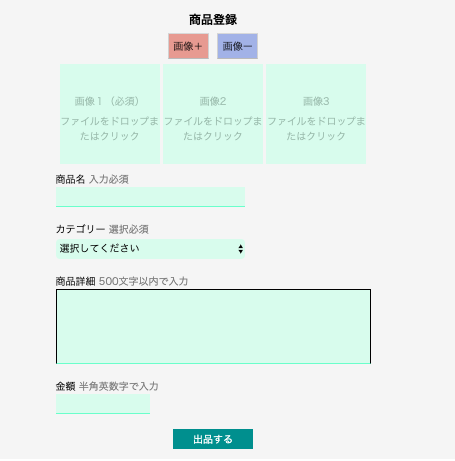 商品登録
画像＋ 画像ー
画像１（必須） 画像2 画像3
ファイルをドロップま ファイルをドロップま ファイルをドロップま
たはクリック たはクリック たはクリック
商品名 入力必須
カテゴリー 選択必須
選択してください
商品詳細 500文字以内で入力
金額 半角英数字で入力
出品する